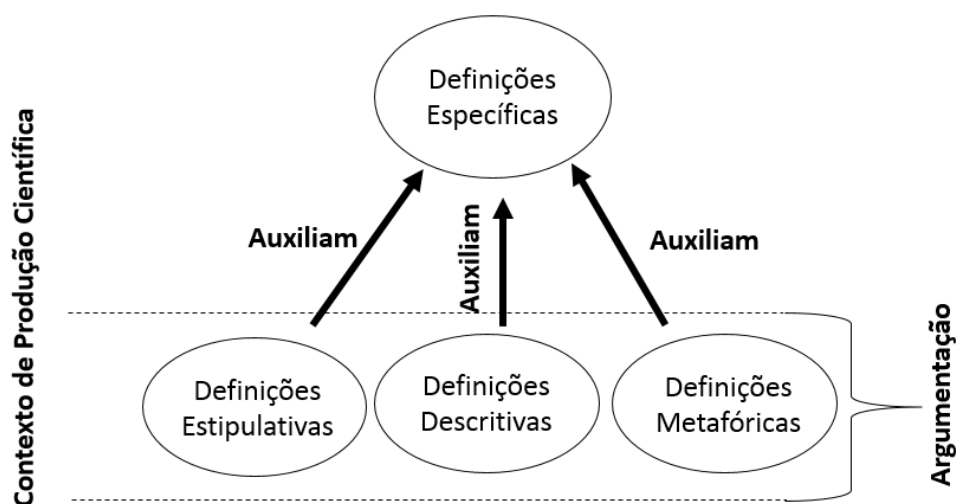 Contexto de Produção Científica
Definições
Específicas
Auxiliam
Auxiliam
Auxiliam
Definições
Estipulativas
Definições
Descritivas
Definições
Metafóricas
Argumentação